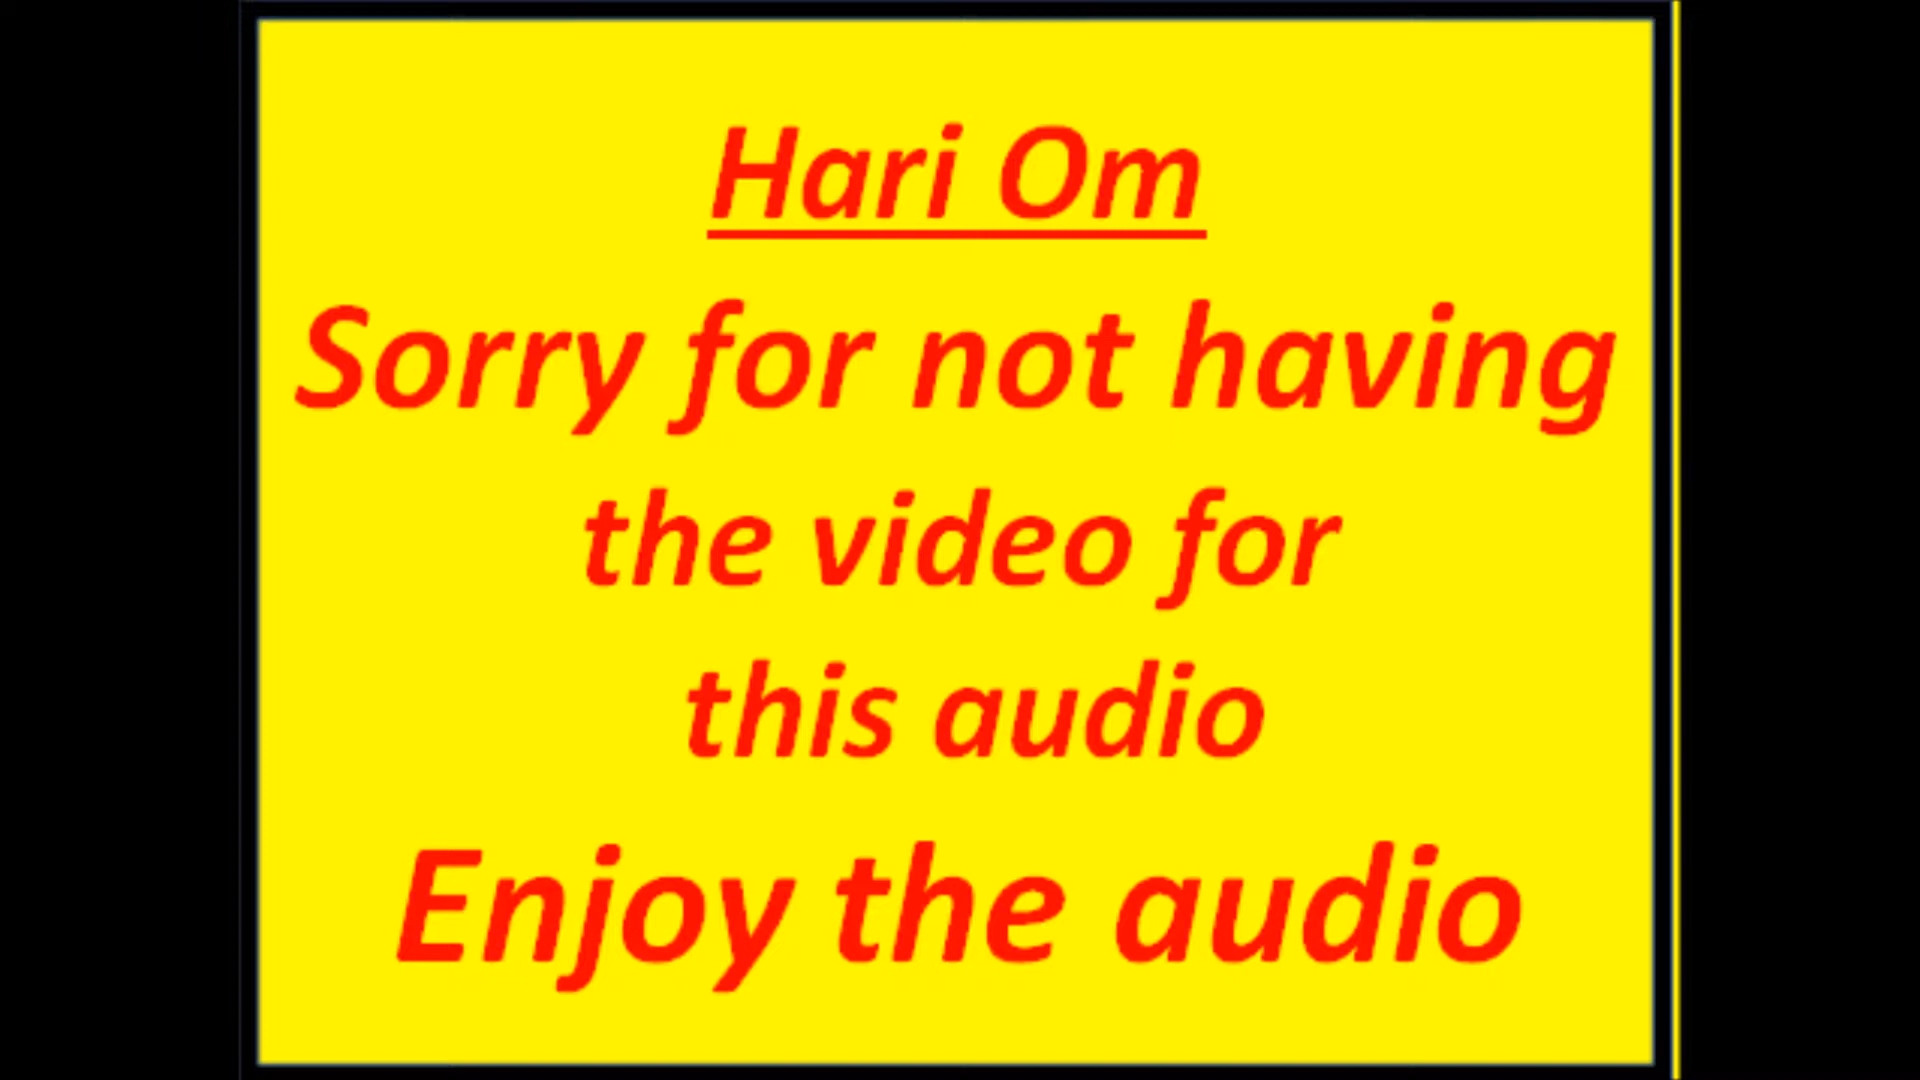 Hari Om
Sorry for not having
the video for
this audio
Enjoy the audio